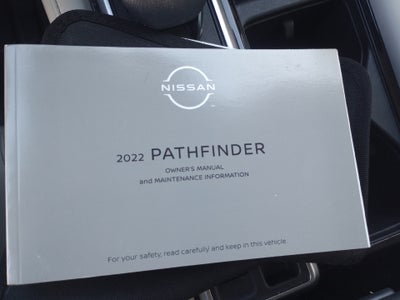 NISSAN
2022 PATHFINDER
OWNER'S MANUAL
and MAINTENANCE INFORMATION
For your safety, read carefully and keep in this vehicle.